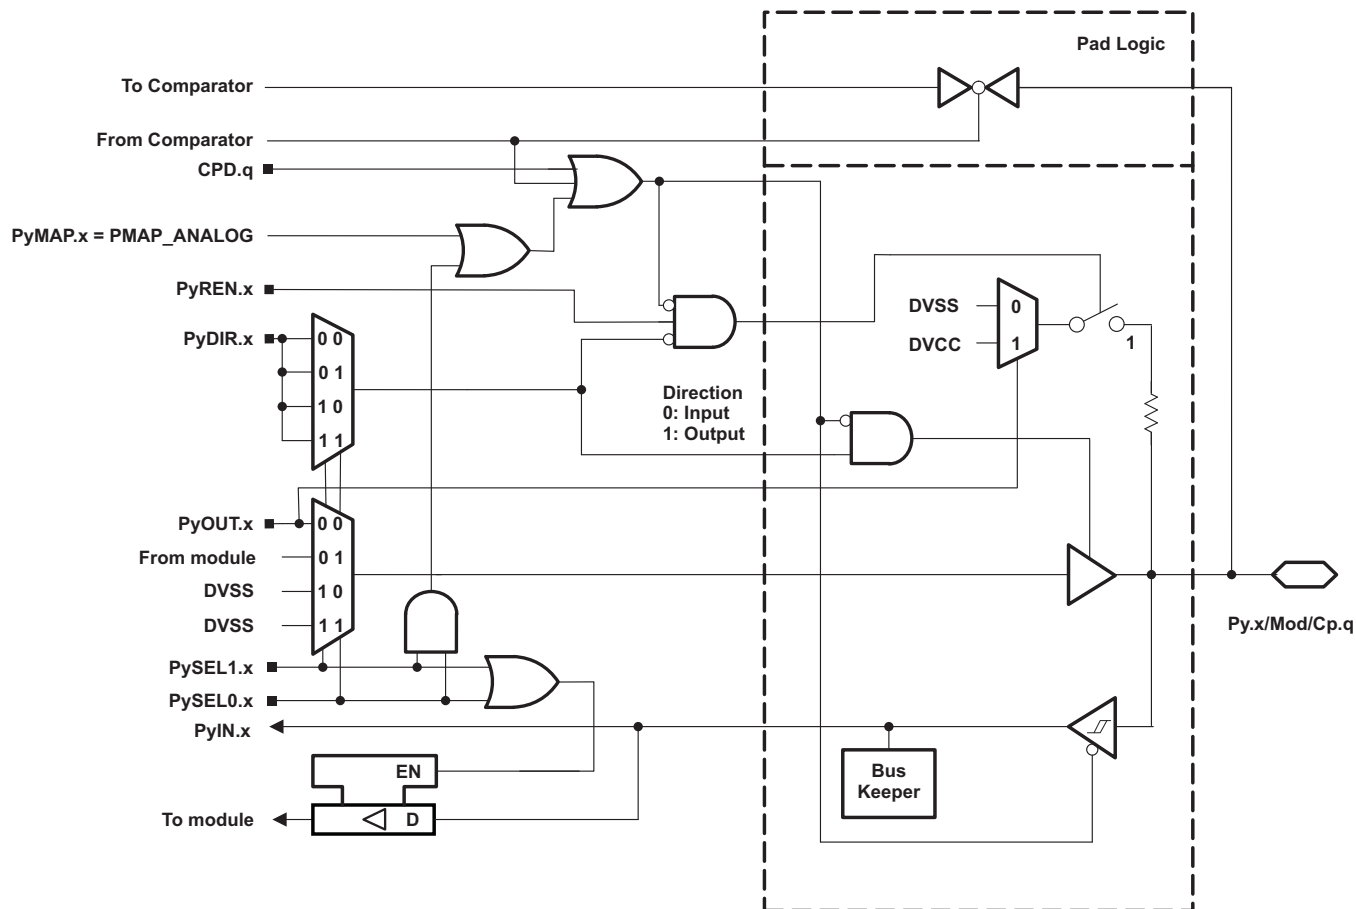 Pad Logic
To Comparator
From Comparator
CPD.q
PyMAP.x = PMAP_ANALOG
PyREN.x
PyDIR.x
0 0
0 1
1 0
1 1
DVSS
0
DVCC
1
1
Direction
0: Input
1: Output
PyOUT.x
0 0
From module
0 1
DVSS
1 0
DVSS
1 1
PySEL1.x
PySEL0.x
PyIN.x
Py.x/Mod/Cp.q
EN
Bus
Keeper
To module
D